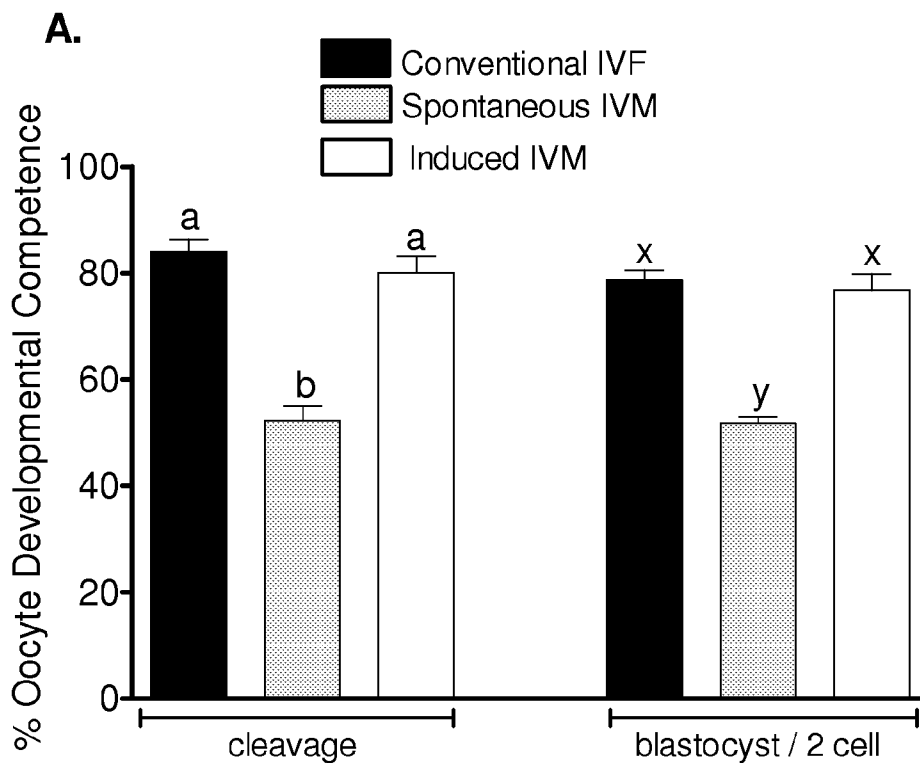 A.
Conventional IVF
Spontaneous IVM
Induced IVM
% Oocyte Developmental Competence
100
80
60
40
20
0
a
b
a
x
y
x
cleavage
blastocyst / 2 cell